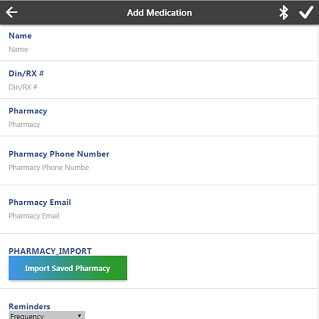 Add Medication
Name
Name
Din/RX #
Din/RX #
Pharmacy
Pharmacy
Pharmacy Phone Number
Pharmacy Phone Numbe
Pharmacy Email
Pharmacy Email
PHARMACY_IMPORT
Import Saved Pharmacy
Reminders
Frequency